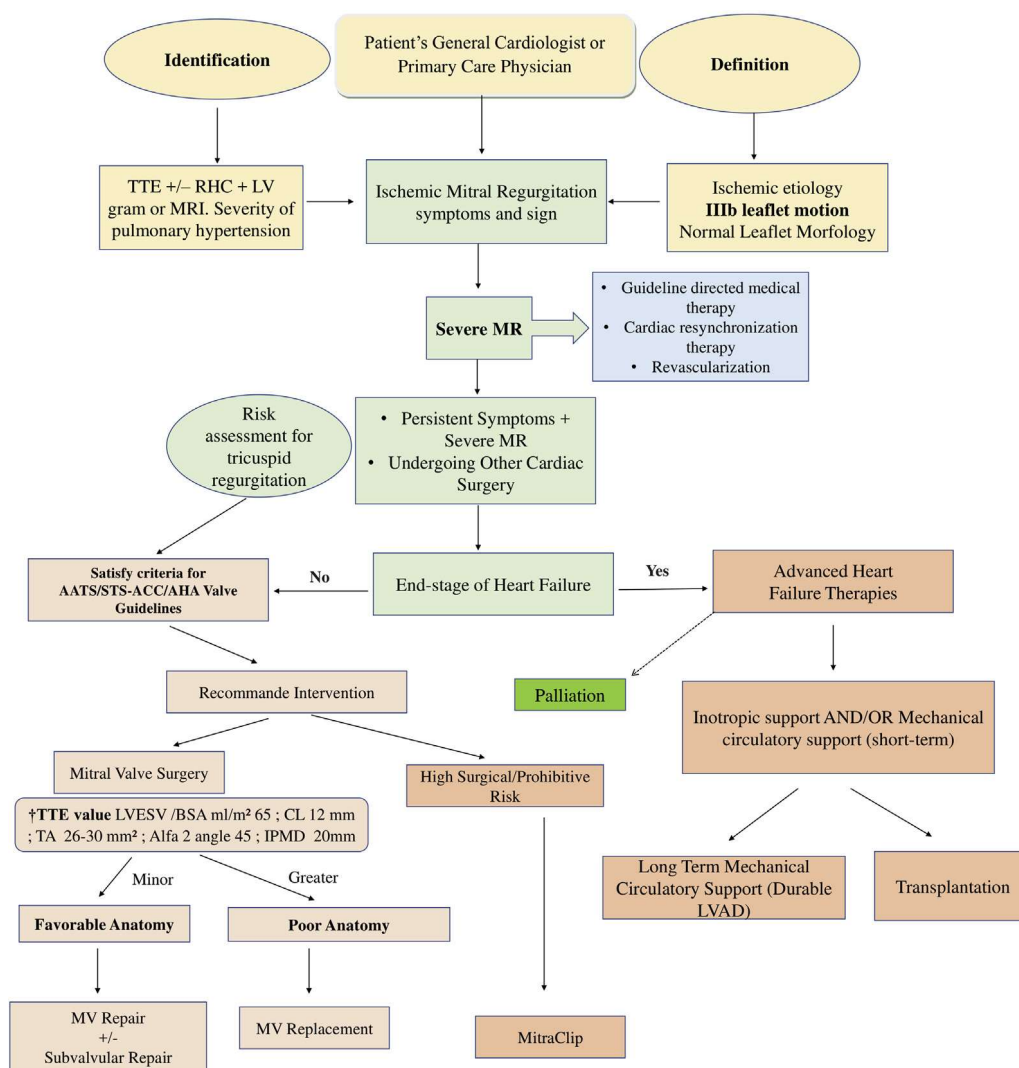 Identification
Patient's General Cardiologist or
Primary Care Physician
Definition
TTE +/– RHC + LV
gram or MRI. Severity of
pulmonary hypertension
Ischemic Mitral Regurgitation
symptoms and sign
Ischemic etiology
IIIb leaflet motion
Normal Leaflet Morfology
Severe MR
• Guideline directed medical
therapy
• Cardiac resynchronization
therapy
• Revascularization
Risk
assessment for
tricuspid
regurgitation
• Persistent Symptoms +
Severe MR
• Undergoing Other Cardiac
Surgery
Satisfy criteria for
AATS/STS-ACC/AHA Valve
Guidelines
No
End-stage of Heart Failure
Yes
Advanced Heart
Failure Therapies
Recommande Intervention
Palliation
Inotropic support AND/OR Mechanical
circulatory support (short-term)
Mitral Valve Surgery
High Surgical/Prohibitive
Risk
†TTE value LVESV /BSA ml/m² 65 ; CL 12 mm
; TA 26-30 mm² ; Alfa 2 angle 45 ; IPMD 20mm
Minor
Greater
Long Term Mechanical
Circulatory Support (Durable
LVAD)
Transplantation
Favorable Anatomy
Poor Anatomy
MV Repair
+/-
Subvalvular Repair
MV Replacement
MitraClip